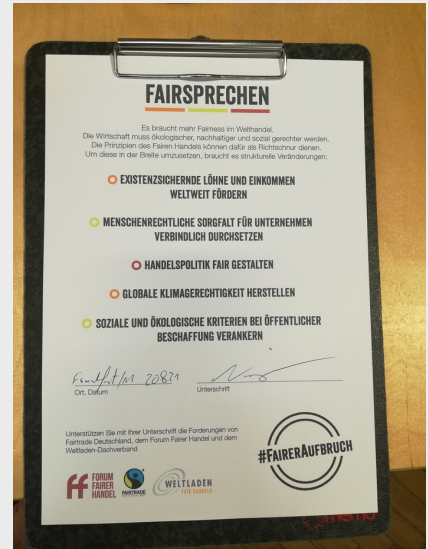 FAIRSPRECHEN
Es braucht mehr Fairness im Welthandel.
Die Wirtschaft muss ökologischer, nachhaltiger und sozial gerechter werden.
Die Prinzipien des Fairen Handels können dafür als Richtschnur dienen.
Um diese in der Breite umzusetzen, braucht es strukturelle Veränderungen:
EXISTENZSICHERNDE LÖHNE UND EINKOMMEN
WELTWEIT FÖRDERN
MENSCHENRECHTLICHE SORGFALT FÜR UNTERNEHMEN
VERBINDLICH DURCHSETZEN
HANDELSPOLITIK FAIR GESTALTEN
GLOBALE KLIMAGERECHTIGKEIT HERSTELLEN
SOZIALE UND ÖKOLOGISCHE KRITERIEN BEI ÖFFENTLICHER
BESCHAFFUNG VERANKERN
Frankfurt/M 20821
Ort, Datum
Unterschrift
Unterstützen Sie mit Ihrer Unterschrift die Forderungen von
Fairtrade Deutschland, dem Forum Fairer Handel und dem
Weltladen-Dachverband
#FAIRERAUFBRUCH
FORUM
FAIRER
HANDEL
FAIRTRADE
WELTLADEN
FAIR HANDELN
memo